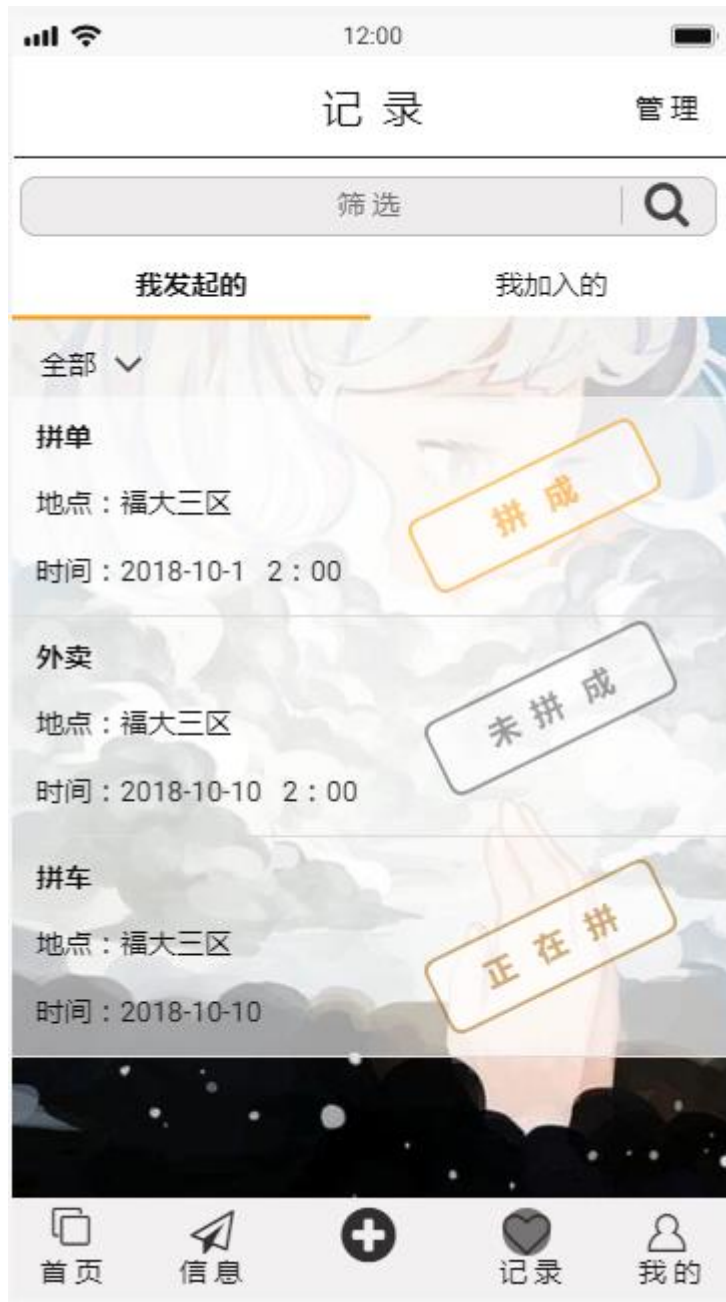 12:00
记录
管理
筛选
我发起的
我加入的
全部
拼单
地点：福大三区
拼成
时间：2018-10-1 2：00
外卖
地点：福大三区
未拼成
时间：2018-10-10 2：00
拼车
地点：福大三区
正在拼
时间：2018-10-10
首页
信息
记录
我的